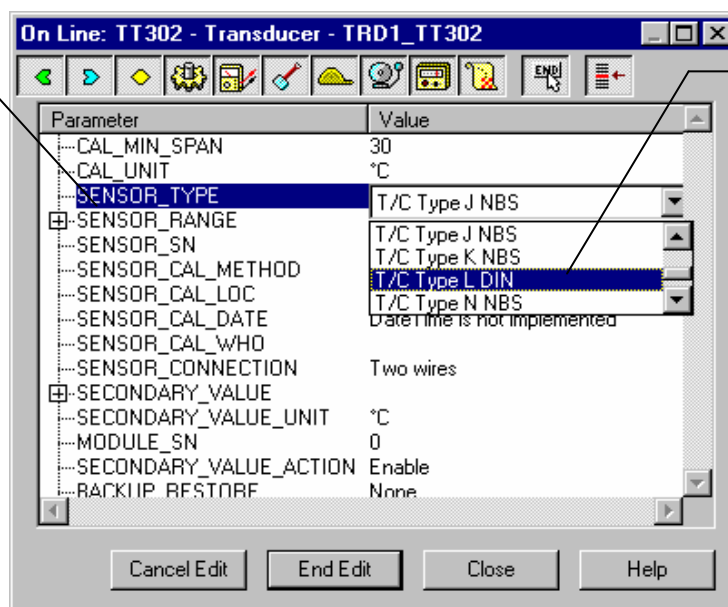 On Line: TT302 - Transducer - TRD1_TT302
END!
Parameter Value
CAL_MIN_SPAN 30
CAL_UNIT °C
SENSOR_TYPE T/C Type J NBS
SENSOR_RANGE T/C Type J NBS
SENSOR_SN T/C Type K NBS
SENSOR_CAL_METHOD T/C Type L DIN
SENSOR_CAL_LOC T/C Type N NBS
SENSOR_CAL_DATE DateTime is not implemented
SENSOR_CAL_WHO
SENSOR_CONNECTION Two wires
SECONDARY_VALUE
SECONDARY_VALUE_UNIT °C
MODULE_SN 0
SECONDARY_VALUE_ACTION Enable
BACKUP_RESTORE None
Cancel Edit End Edit Close Help